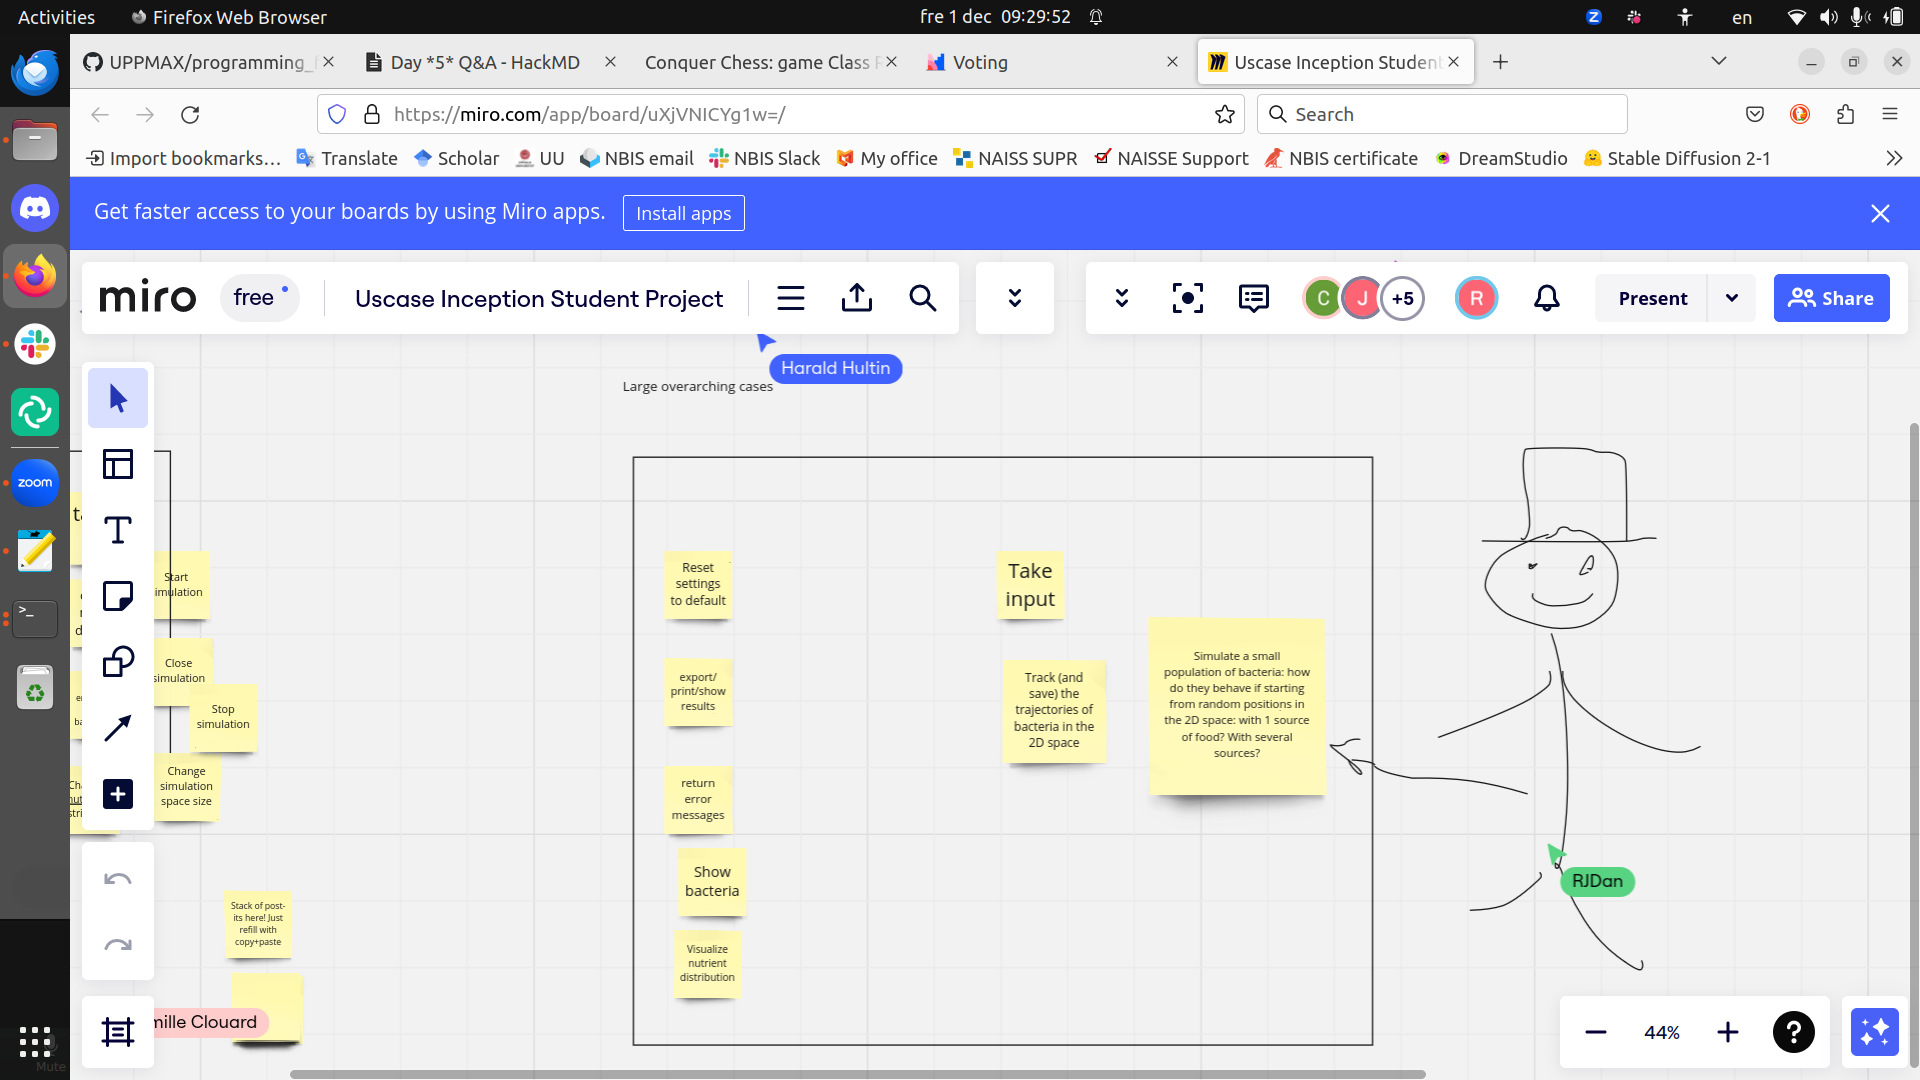 Activities
Firefox Web Browser
fre 1 dec 09:29:52
en
UPPMAX/programming_f
Day *5* Q&A - HackMD
Conquer Chess: game Class
Voting
Uscase Inception Student
https://miro.com/app/board/uXjVNICYg1w=/
Search
Import bookmarks...
Translate
Scholar
UU
NBIS email
NBIS Slack
My office
NAISS SUPR
NAISSE Support
NBIS certificate
DreamStudio
Stable Diffusion 2-1
Get faster access to your boards by using Miro apps.
Install apps
miro
free
Uscase Inception Student Project
C
J
+5
R
Present
Share
Harald Hultin
Large overarching cases
Start
imulation
Close
simulation
Stop
simulation
Change
simulation
space size
Stack of post-
its here! Just
refill with
copy+paste
mille Clouard
Reset
settings
to default
export/
print/show
results
return
error
messages
Show
bacteria
Visualize
nutrient
distribution
Take
input
Track (and
save) the
trajectories of
bacteria in the
2D space
Simulate a small
population of bacteria: how
do they behave if starting
from random positions in
the 2D space: with 1 source
of food? With several
sources?
RJDan
44%
zoom
Mute